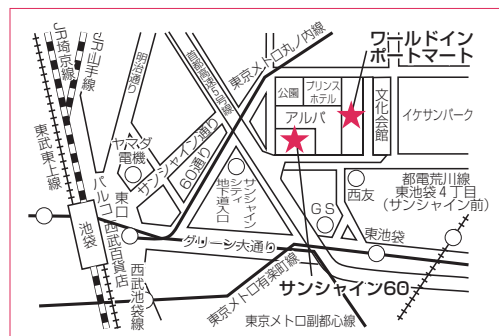 ワールドイン
ポートマート
JR埼京線
JR山手線
明治通り
首都高速5号線
東京メトロ丸ノ内線
公園
プリンス
ホテル
アルパ
文化会館
イケサンパーク
東武東上線
ヤマダ
電機
サンシャイン通り
60通り
サンシャイン
シティ
地下道入口
西友
都電荒川線
東池袋4丁目
(サンシャイン前)
GS
パルコ
東口
池袋
西武百貨店
グリーン大通り
東池袋
西武池袋線
東京メトロ有楽町線
サンシャイン60
東京メトロ副都心線